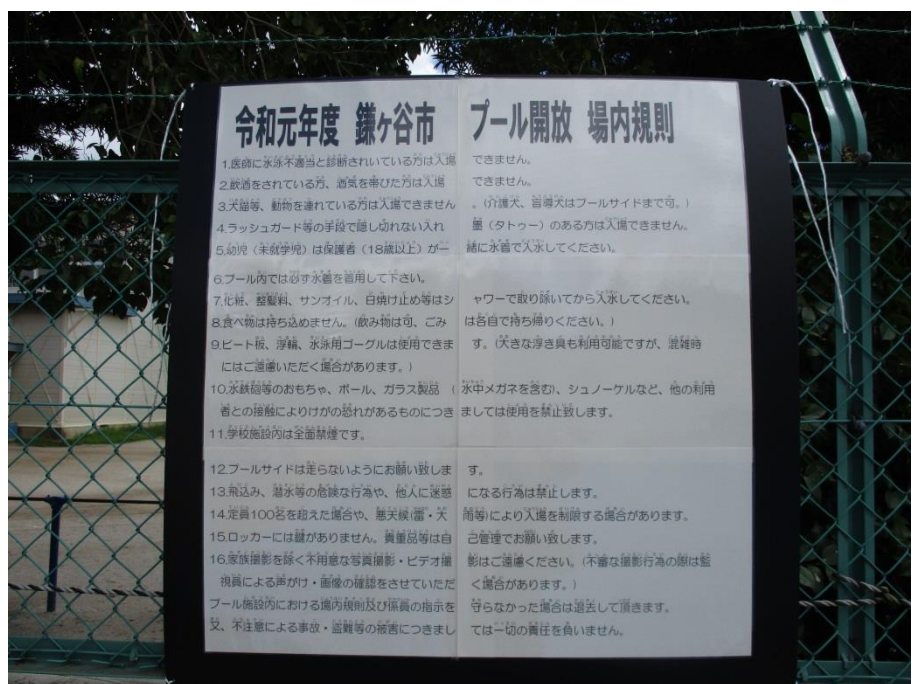 令和元年度 鎌ヶ谷市 プール開放 場内規則
1.医師に水泳不適当と診断されいている方は入場できません。
2.飲酒をされている方、酒気を帯びた方は入場できません。
3.犬猫等、動物を連れている方は入場できません。(介護犬、盲導犬はプールサイドまで可。)
4.ラッシュガード等の手段で隠し切れない入れ墨（タトゥー）のある方は入場できません。
5.幼児（未就学児）は保護者（18歳以上）が一緒に水着で入水してください。
6.プール内では必ず水着を着用して下さい。
7.化粧、整髪料、サンオイル、日焼け止め等はシャワーで取り除いてから入水してください。
8.食べ物は持ち込めません。(飲み物は可、ごみは各自で持ち帰りください。)
9.ビート板、浮輪、水泳用ゴーグルは使用できます。(大きな浮き具も利用可能ですが、混雑時
にはご遠慮いただく場合があります。)
10.水鉄砲等のおもちゃ、ボール、ガラス製品（水中メガネを含む)、シュノーケルなど、他の利用
者との接触によりけがの恐れがあるものにつきましては使用を禁止致します。
11.学校施設内は全面禁煙です。
12.プールサイドは走らないようにお願い致します。
13.飛込み、潜水等の危険な行為や、他人に迷惑になる行為は禁止します。
14.定員100名を超えた場合や、悪天候(雷・大雨等)により入場を制限する場合があります。
15.ロッカーには鍵がありません。貴重品等は自己管理でお願い致します。
16.家族撮影を除く不用意な写真撮影・ビデオ撮影はご遠慮ください。(不審な撮影行為の際は監
視員による声がけ・画像の確認をさせていただく場合があります。)
プール施設内における場内規則及び係員の指示を守らなかった場合は退去して頂きます。
又、不注意による事故・盗難等の被害につきましては一切の責任を負いません。